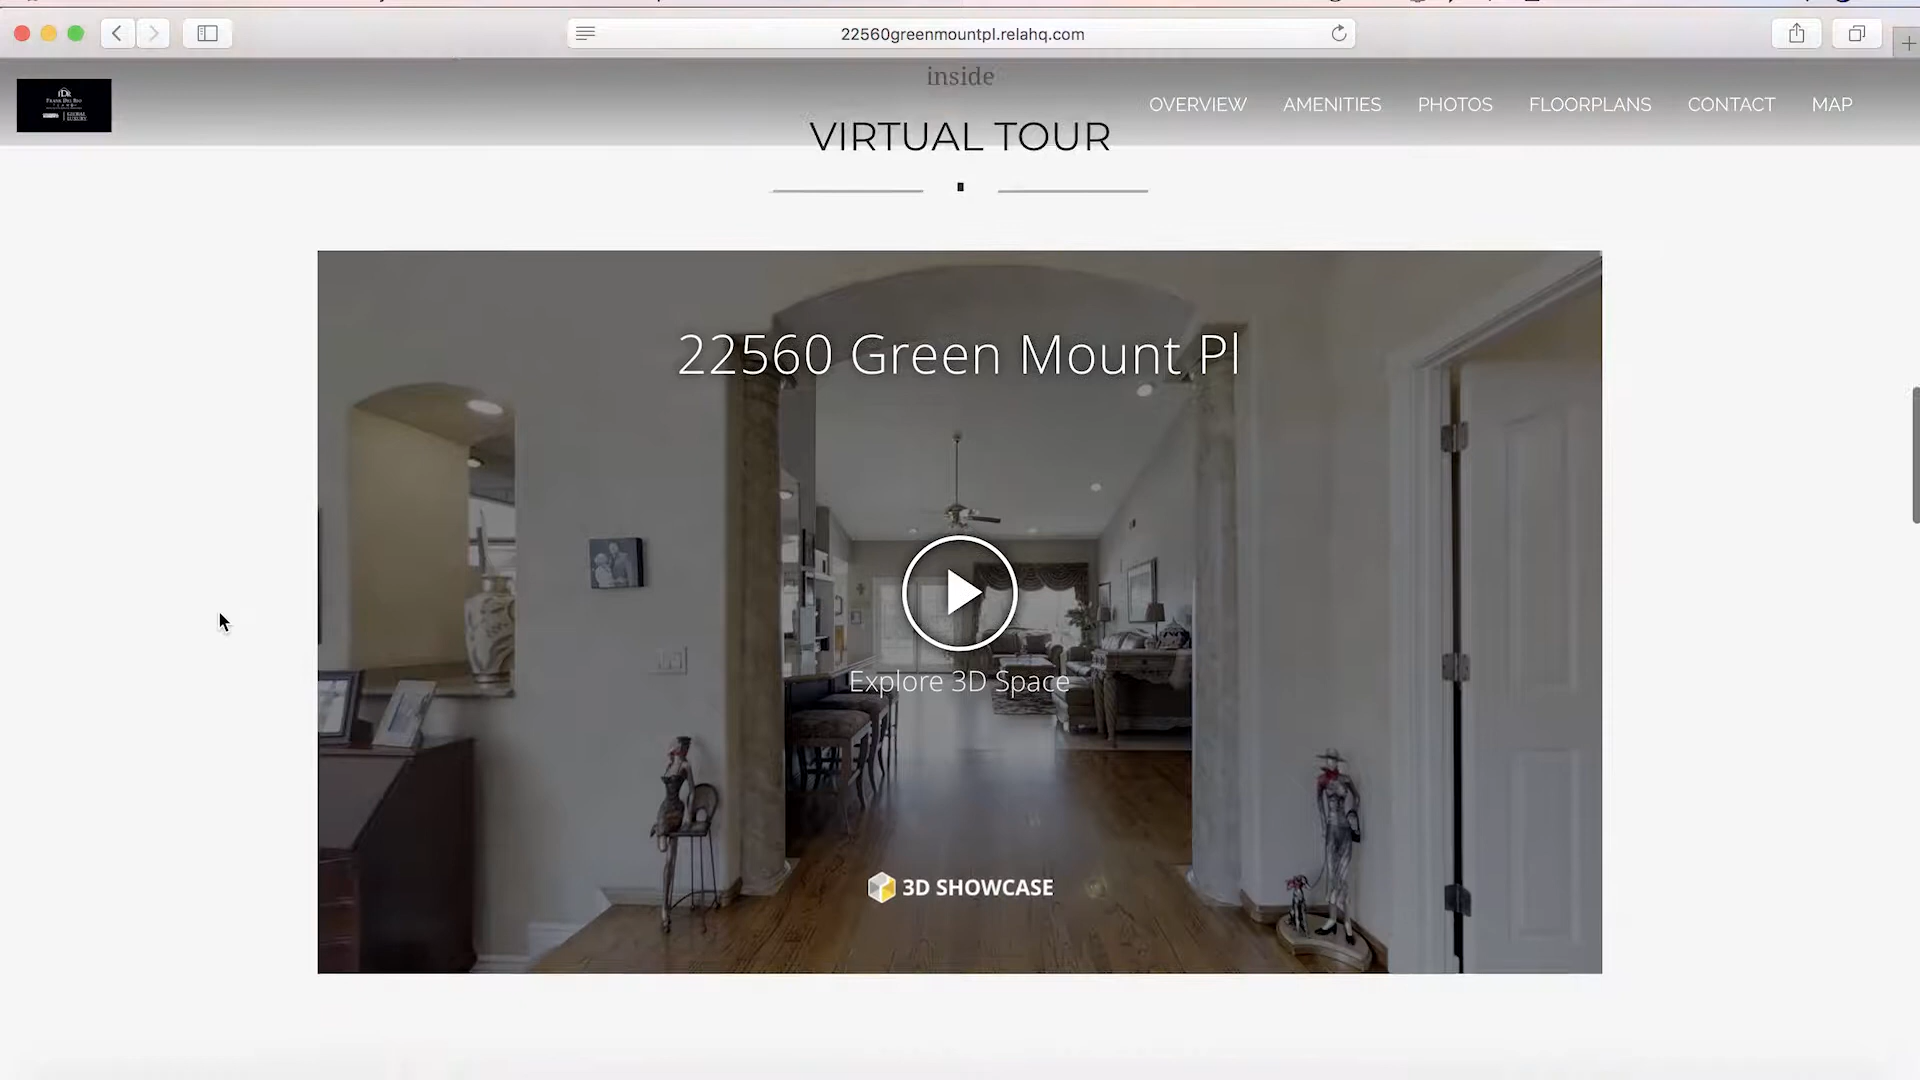 22560greenmountpl.relahq.com
inside
OVERVIEW AMENITIES PHOTOS FLOORPLANS CONTACT MAP
VIRTUAL TOUR
22560 Green Mount Pl
Explore 3D Space
3D SHOWCASE